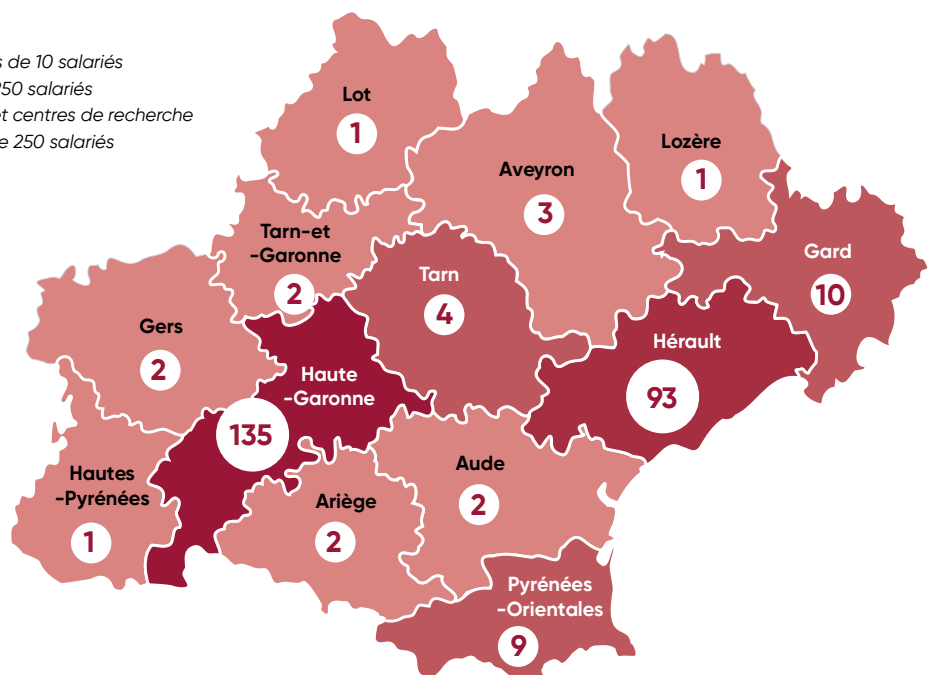 de 10 salariés
250 salariés
et centres de recherche
250 salariés
Lot
1
Lozère
1
Aveyron
3
Tarn-et
-Garonne
2
Tarn
4
Gard
10
Gers
2
Hérault
93
Haute
-Garonne
135
Hautes
-Pyrénées
1
Ariège
2
Aude
2
Pyrénées
-Orientales
9